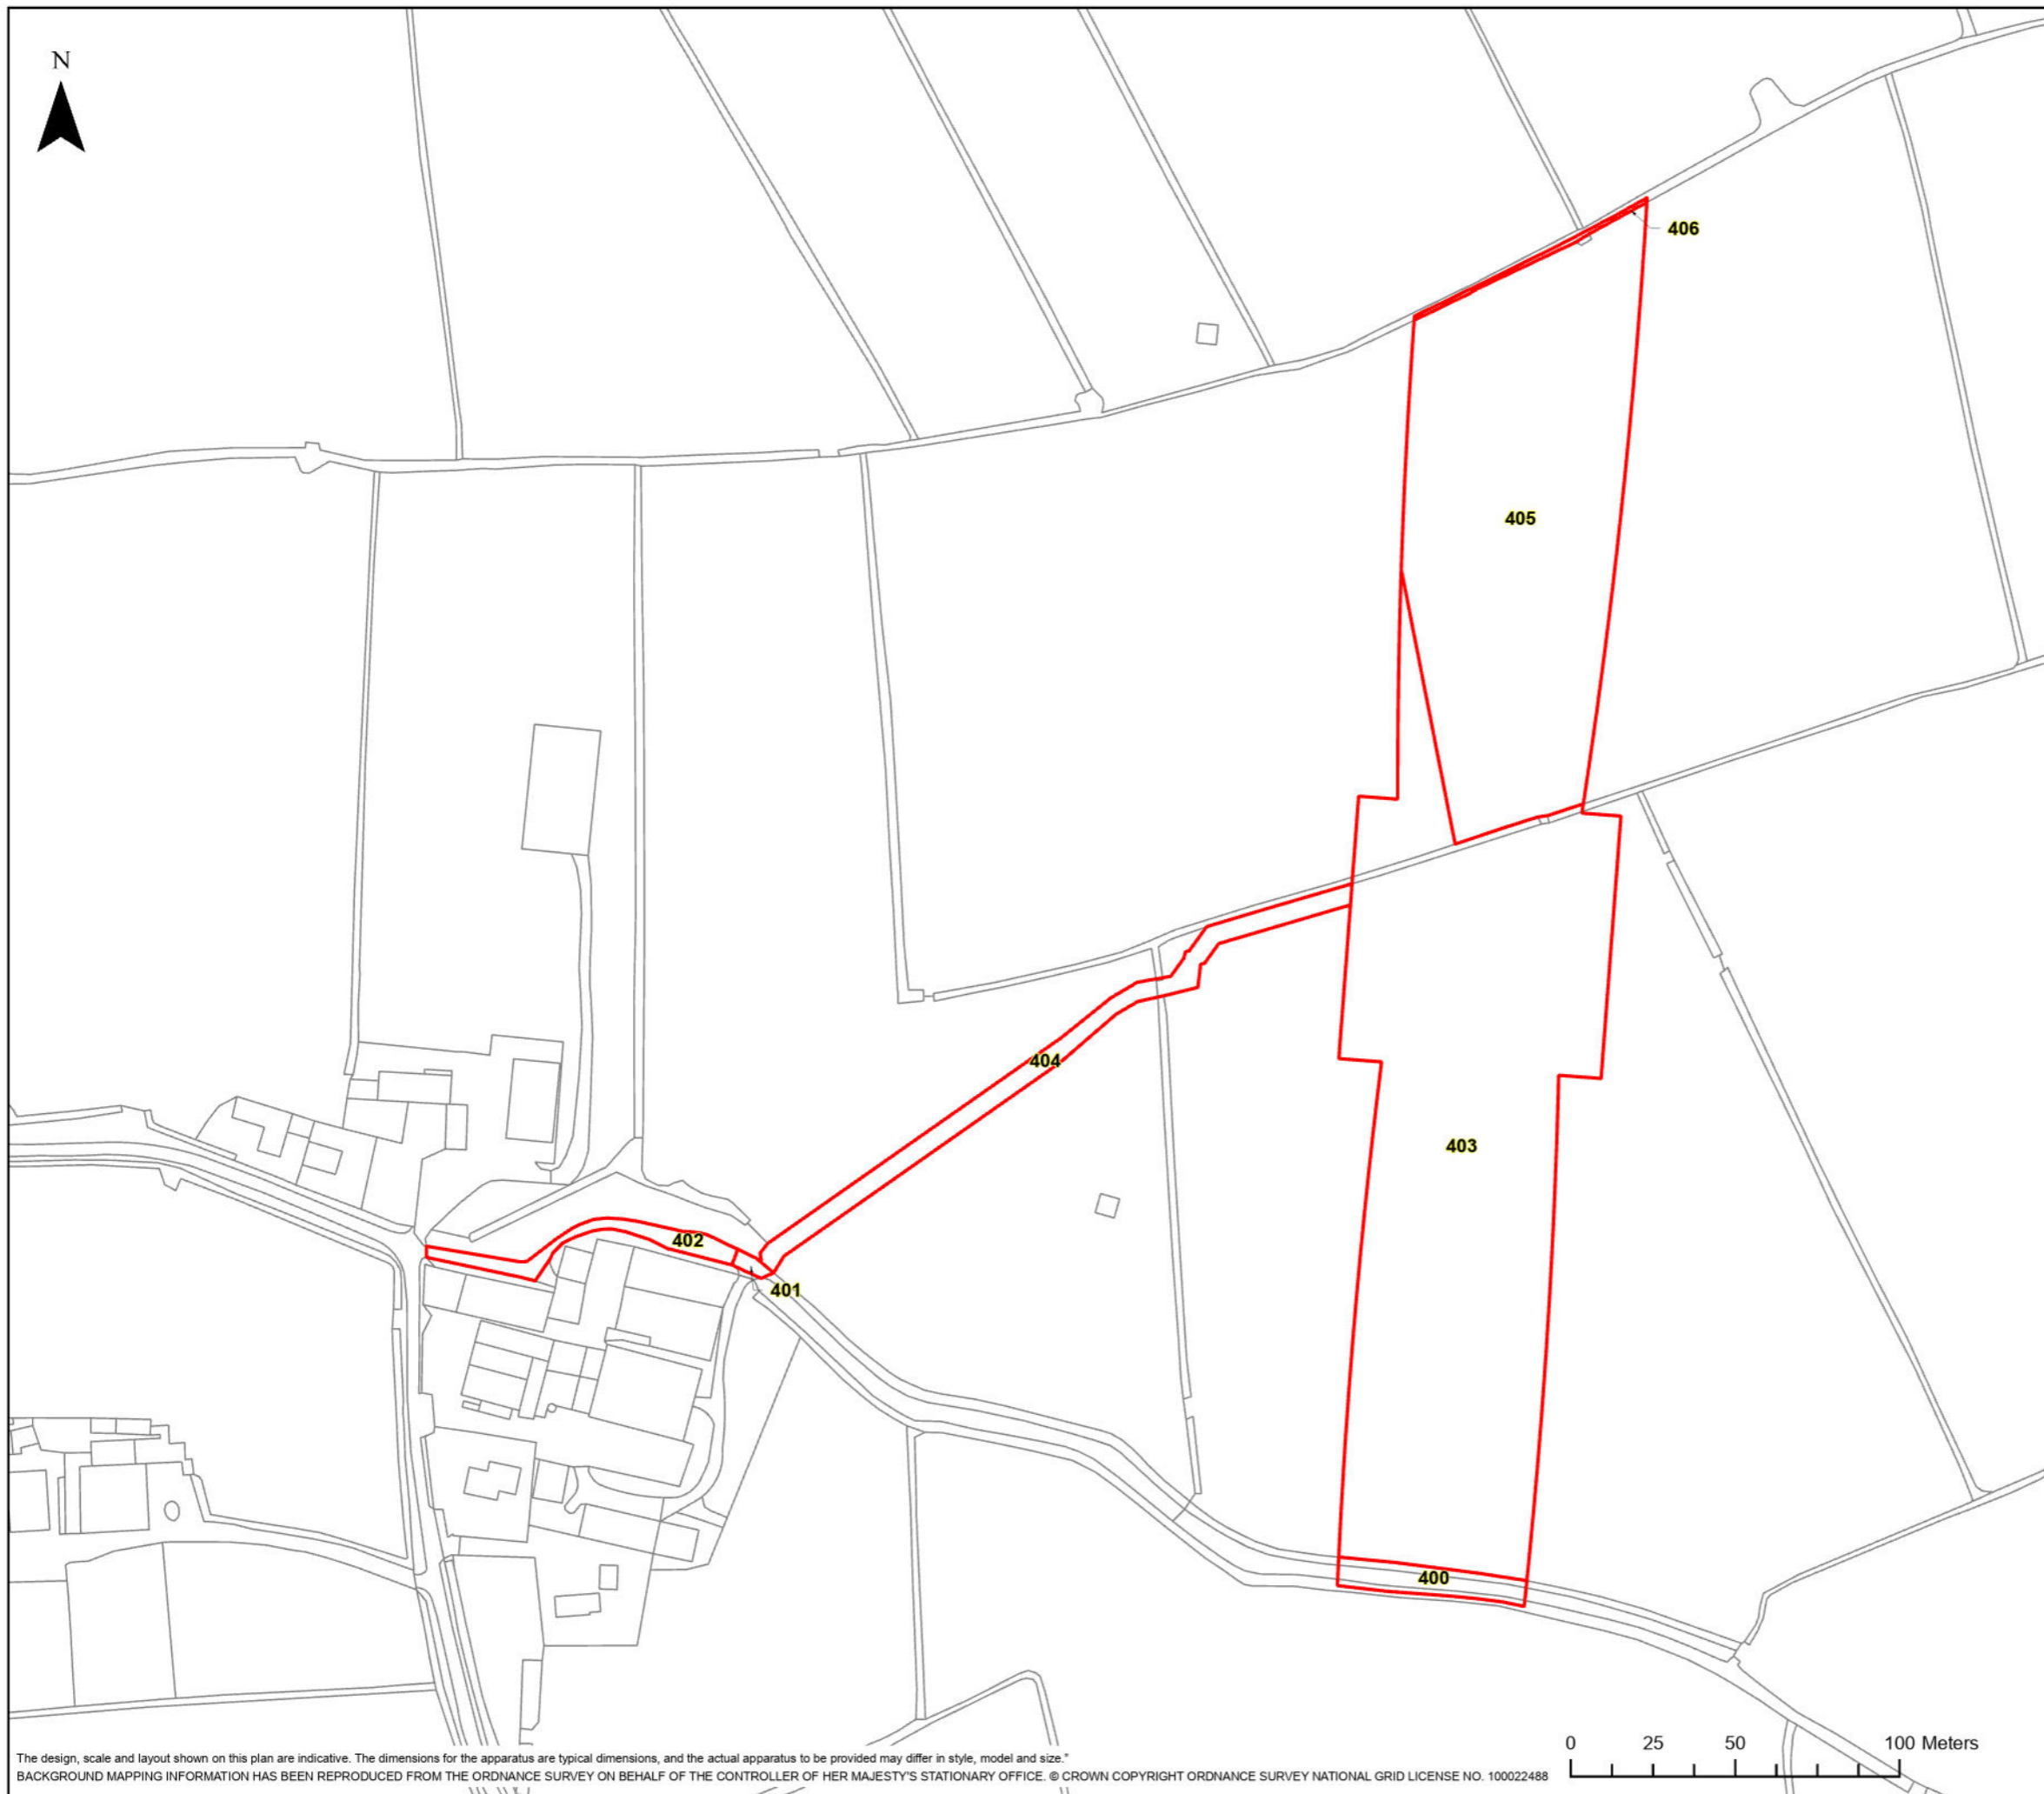 N
406
405
404
403
402
401
400
0 25 50 100 Meters
The design, scale and layout shown on this plan are indicative. The dimensions for the apparatus are typical dimensions, and the actual apparatus to be provided may differ in style, model and size."
BACKGROUND MAPPING INFORMATION HAS BEEN REPRODUCED FROM THE ORDNANCE SURVEY ON BEHALF OF THE CONTROLLER OF HER MAJESTY'S STATIONARY OFFICE. © CROWN COPYRIGHT ORDNANCE SURVEY NATIONAL GRID LICENSE NO. 100022488